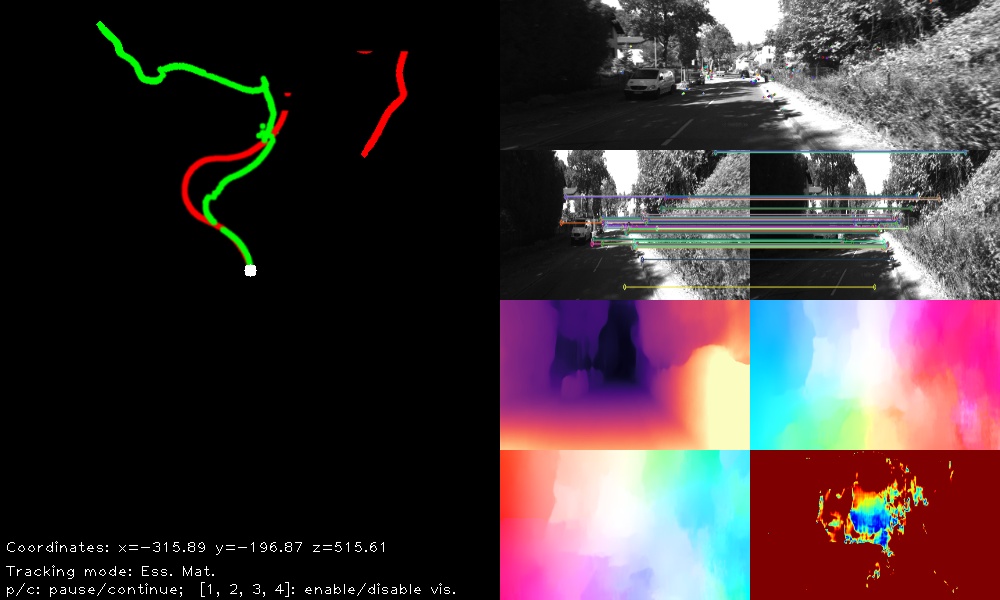 Coordinates: x=-315.89 y=-196.87 z=515.61
Tracking mode: Ess. Mat.
p/c: pause/continue; [1, 2, 3, 4]: enable/disable vis.